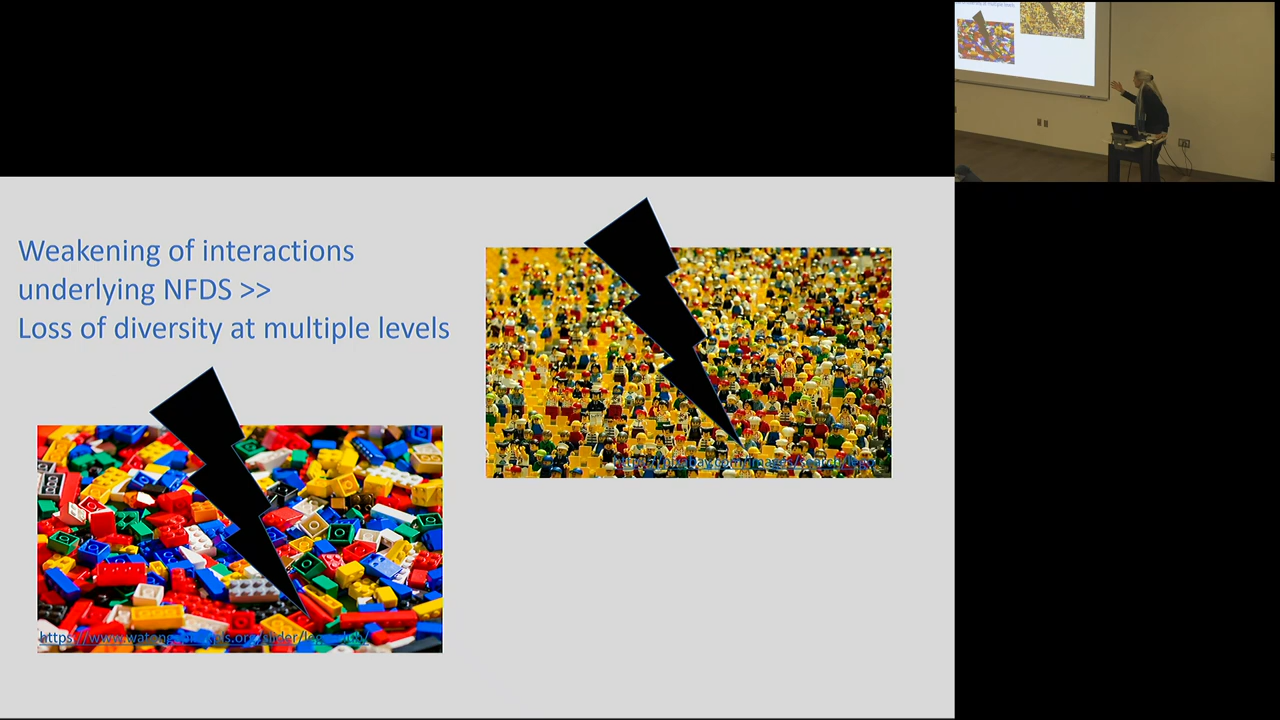 Weakening of interactions
underlying NFDS >>
Loss of diversity at multiple levels